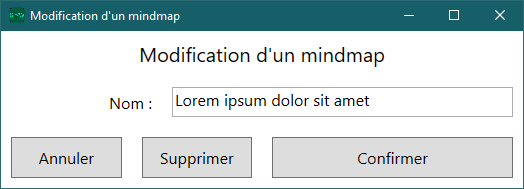 Modification d'un mindmap
Modification d'un mindmap
Nom : Lorem ipsum dolor sit amet
Annuler Supprimer Confirmer